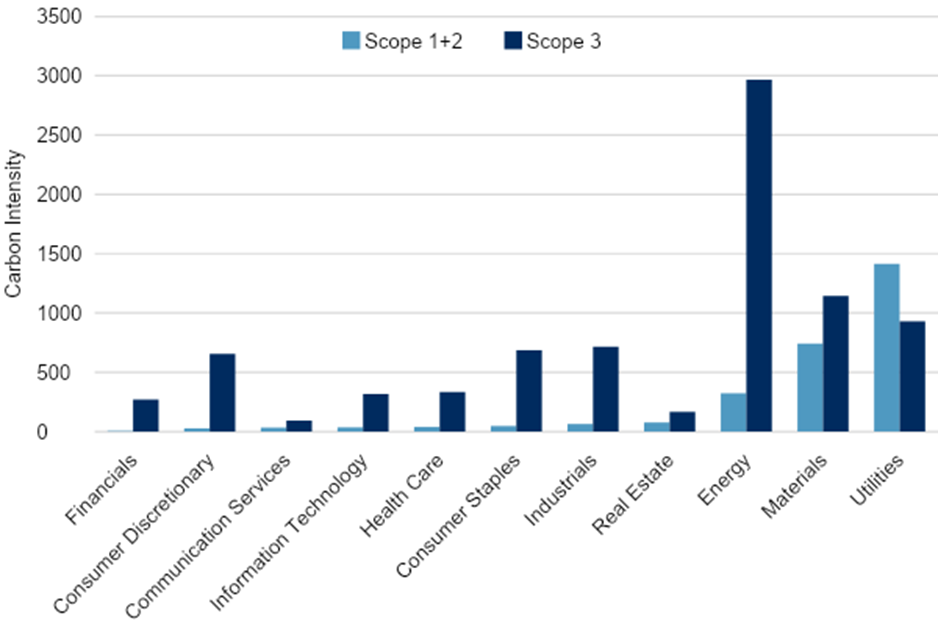 3500
Scope 1+2
Scope 3
3000
2500
2000
1500
1000
500
0
Carbon Intensity
Financials
Consumer Discretionary
Communication Services
Information Technology
Health Care
Consumer Staples
Industrials
Real Estate
Energy
Materials
Utilities